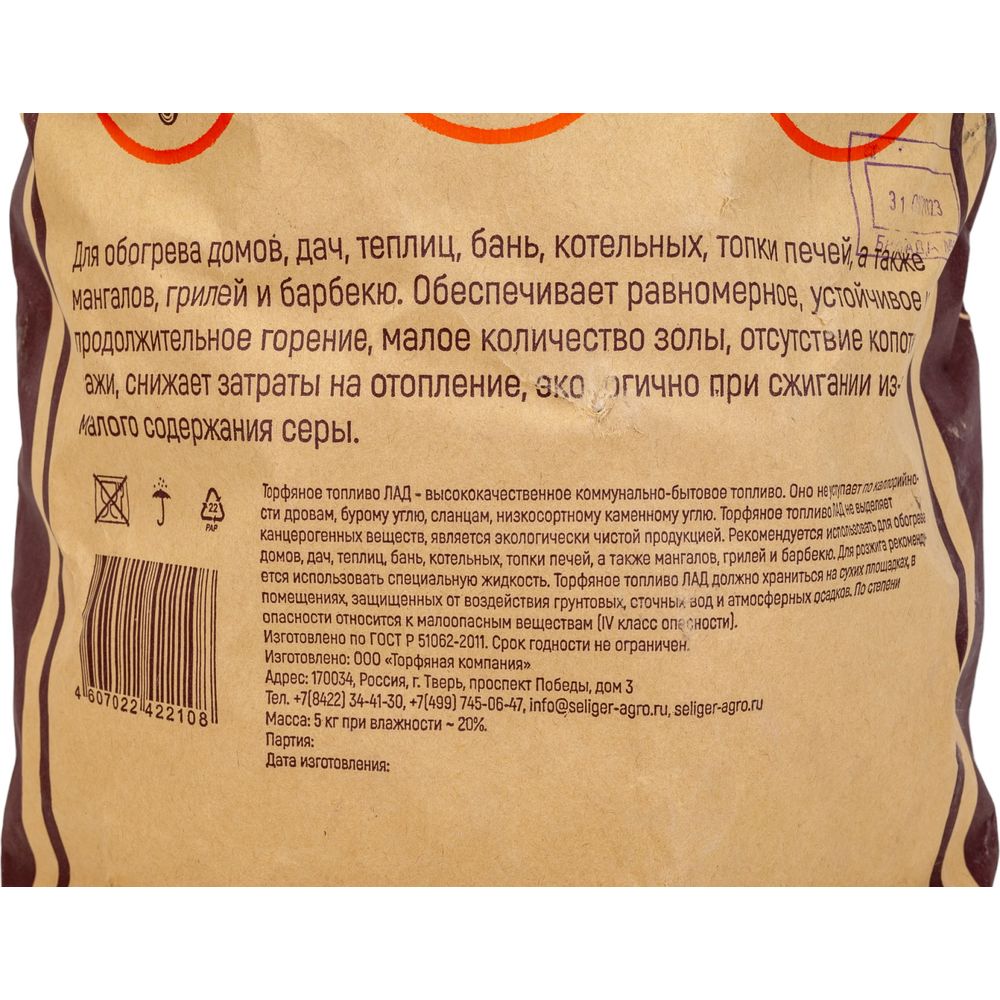 Для обогрева домов, дач, теплиц, бань, котельных, топки печей, а также
мангалов, грилей и барбекю. Обеспечивает равномерное, устойчивое
продолжительное горение, малое количество золы, отсутствие
снижает затраты на отопление, при сжигании из-
малого содержания серы.
22
PAP
Торфяное топливо ЛАД - высококачественное коммунально-бытовое топливо. Оно не уступает по калорийно-
сти дровам, бурому углю, сланцам, низкосортному каменному углю. Торфяное топливо ЛАД не выделяет
канцерогенных веществ, является экологически чистой продукцией. Рекомендуется использовать для обогрева
домов, дач, теплиц, бань, котельных, топки печей, а также мангалов, грилей и барбекю. Для розжига рекоменду-
ется использовать специальную жидкость. Торфяное топливо ЛАД должно храниться на сухих площадках, в
помещениях, защищенных от воздействия грунтовых, сточных вод и атмосферных осадков. По степени
опасности относится к малоопасным веществам (IV класс опасности).
Изготовлено по ГОСТ Р 51062-2011. Срок годности не ограничен.
Изготовлено: ООО «Торфяная компания»
Адрес: 170034, Россия, г. Тверь, проспект Победы, дом 3
Тел. +7(8422) 34-41-30, +7(499) 745-06-47, info@seliger-agro.ru, seliger-agro.ru
Масса: 5 кг при влажности ~ 20%.
Партия:
Дата изготовления:
4 607022 422108